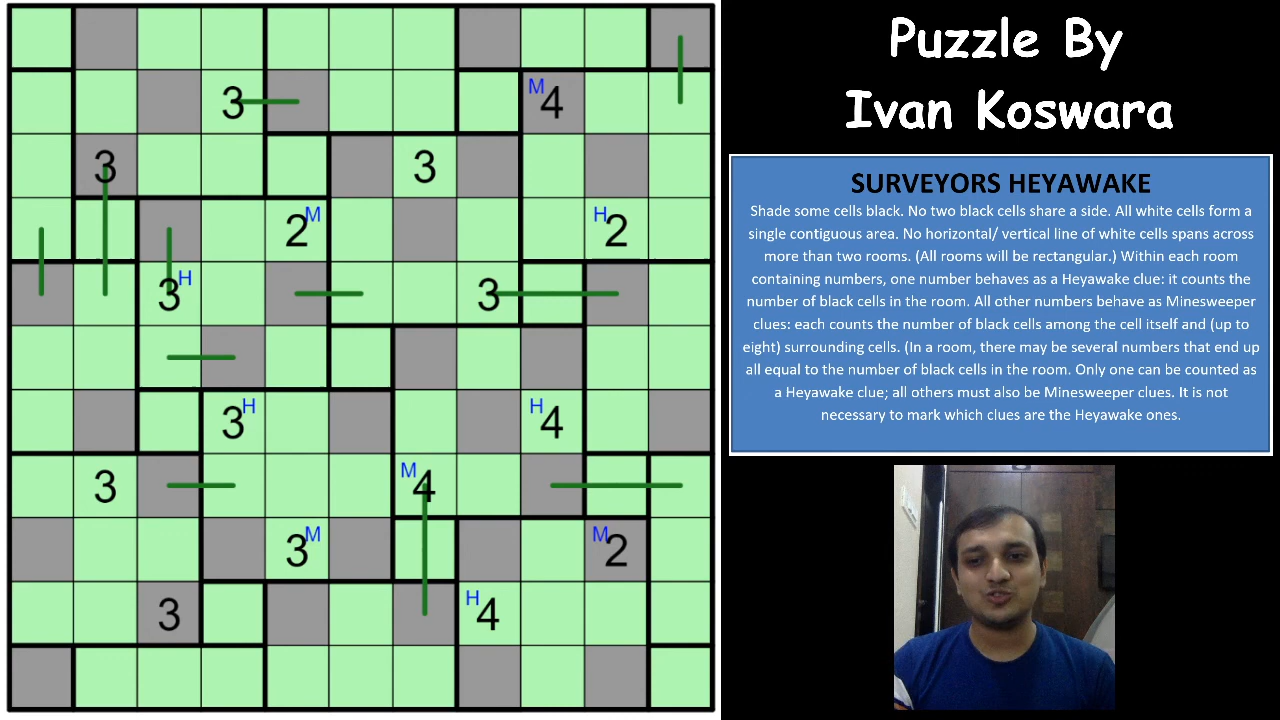 Puzzle By
Ivan Koswara
SURVEYORS HEYAWAKE
Shade some cells black. No two black cells share a side. All white cells form a
single contiguous area. No horizontal/ vertical line of white cells spans across
more than two rooms. (All rooms will be rectangular.) Within each room
containing numbers, one number behaves as a Heyawake clue: it counts the
number of black cells in the room. All other numbers behave as Minesweeper
clues: each counts the number of black cells among the cell itself and (up to
eight) surrounding cells. (In a room, there may be several numbers that end up
all equal to the number of black cells in the room. Only one can be counted as
a Heyawake clue; all others must also be Minesweeper clues. It is not
necessary to mark which clues are the Heyawake ones.
3 M4
3 3
2M H2
3H 3
3H H4
3 M4
3M M2
3 H4